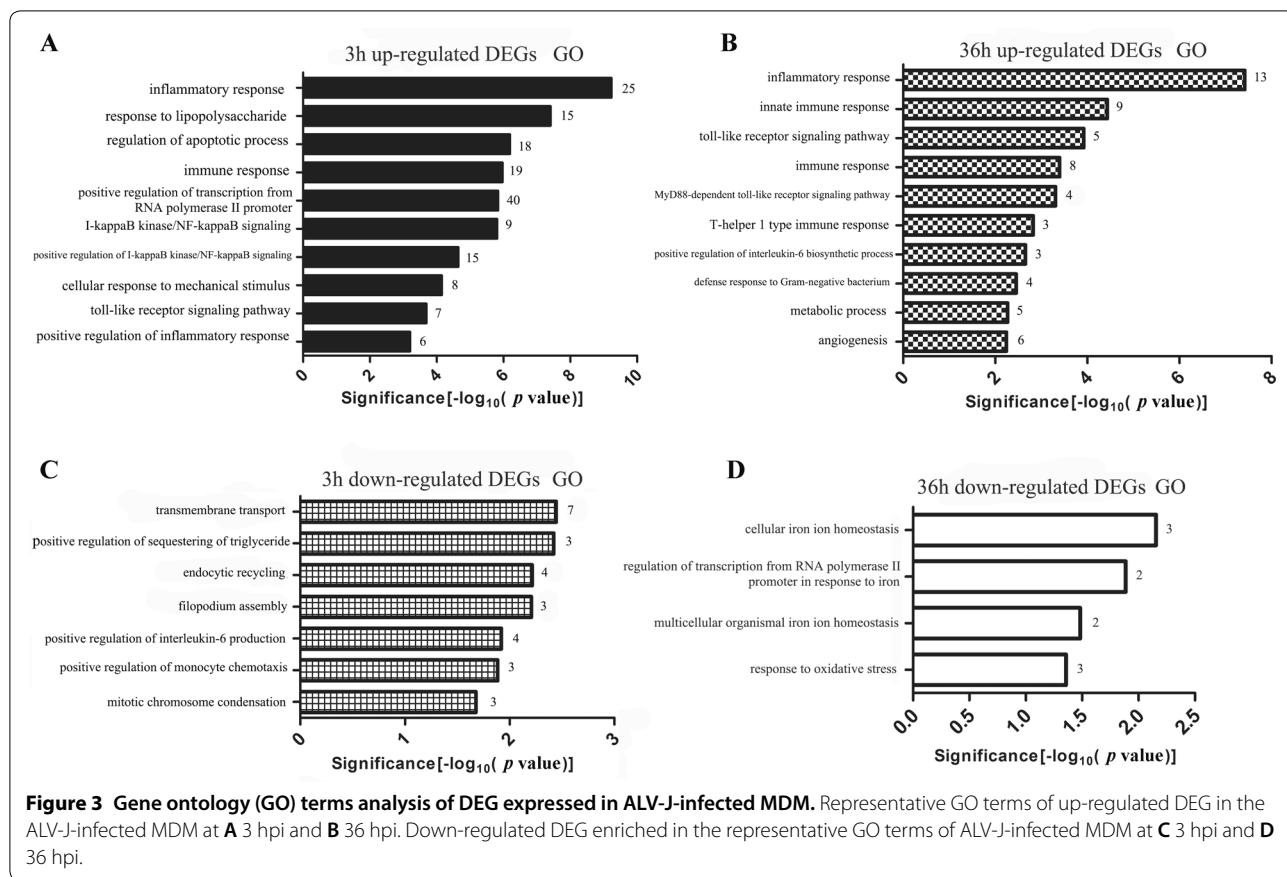 A
3h up-regulated DEGs GO
inflammatory response
25
response to lipopolysaccharide
15
regulation of apoptotic process
18
immune response
19
positive regulation of transcription from
RNA polymerase II promoter
40
I-kappaB kinase/NF-kappaB signaling
9
positive regulation of I-kappaB kinase/NF-kappaB signaling
15
cellular response to mechanical stimulus
8
toll-like receptor signaling pathway
7
positive regulation of inflammatory response
6
0 2 4 6 8 10
Significance[-log10( p value)]
B
36h up-regulated DEGs GO
inflammatory response
13
innate immune response
9
toll-like receptor signaling pathway
5
immune response
8
MyD88-dependent toll-like receptor signaling pathway
4
T-helper 1 type immune response
3
positive regulation of interleukin-6 biosynthetic process
3
defense response to Gram-negative bacterium
4
metabolic process
5
angiogenesis
6
0 2 4 6 8
Significance[-log10( p value)]
C
3h down-regulated DEGs GO
transmembrane transport
7
positive regulation of sequestering of triglyceride
3
endocytic recycling
4
filopodium assembly
3
positive regulation of interleukin-6 production
4
positive regulation of monocyte chemotaxis
3
mitotic chromosome condensation
3
0 1 2 3
Significance[-log10( p value)]
D
36h down-regulated DEGs GO
cellular iron ion homeostasis
3
regulation of transcription from RNA polymerase II
promoter in response to iron
2
multicellular organismal iron ion homeostasis
2
response to oxidative stress
3
0.0 0.5 1.0 1.5 2.0 2.5
Significance[-log10( p value)]
Figure 3 Gene ontology (GO) terms analysis of DEG expressed in ALV-J-infected MDM. Representative GO terms of up-regulated DEG in the
ALV-J-infected MDM at A 3 hpi and B 36 hpi. Down-regulated DEG enriched in the representative GO terms of ALV-J-infected MDM at C 3 hpi and D
36 hpi.